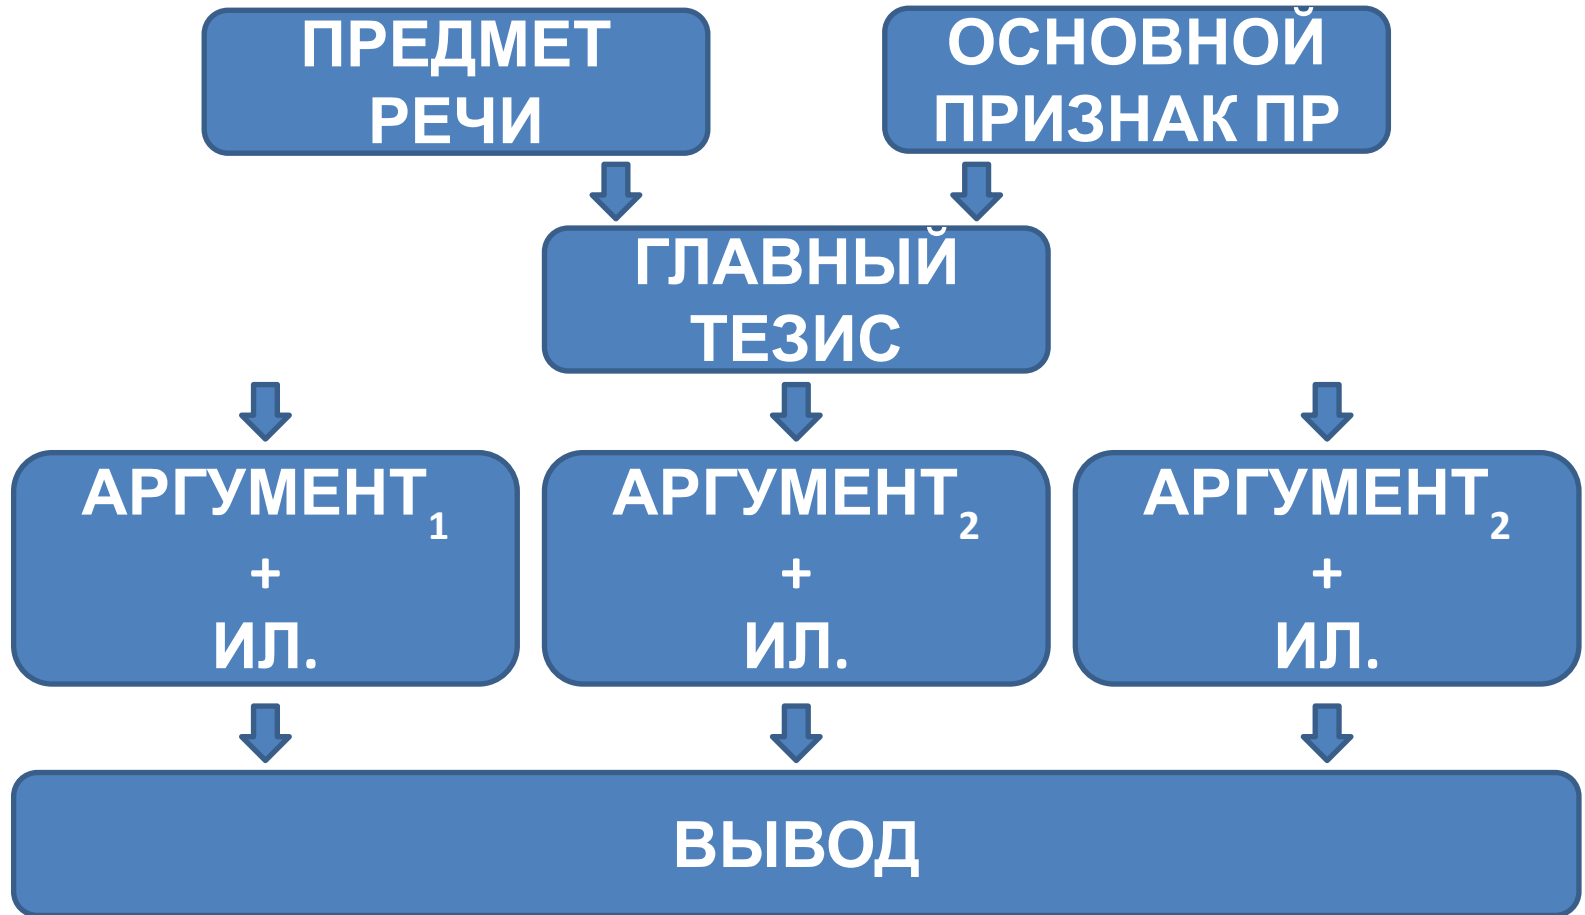 ПРЕДМЕТ
РЕЧИ
ОСНОВНОЙ
ПРИЗНАК ПР
ГЛАВНЫЙ
ТЕЗИС
АРГУМЕНТ1
+
ИЛ.
АРГУМЕНТ2
+
ИЛ.
АРГУМЕНТ2
+
ИЛ.
ВЫВОД